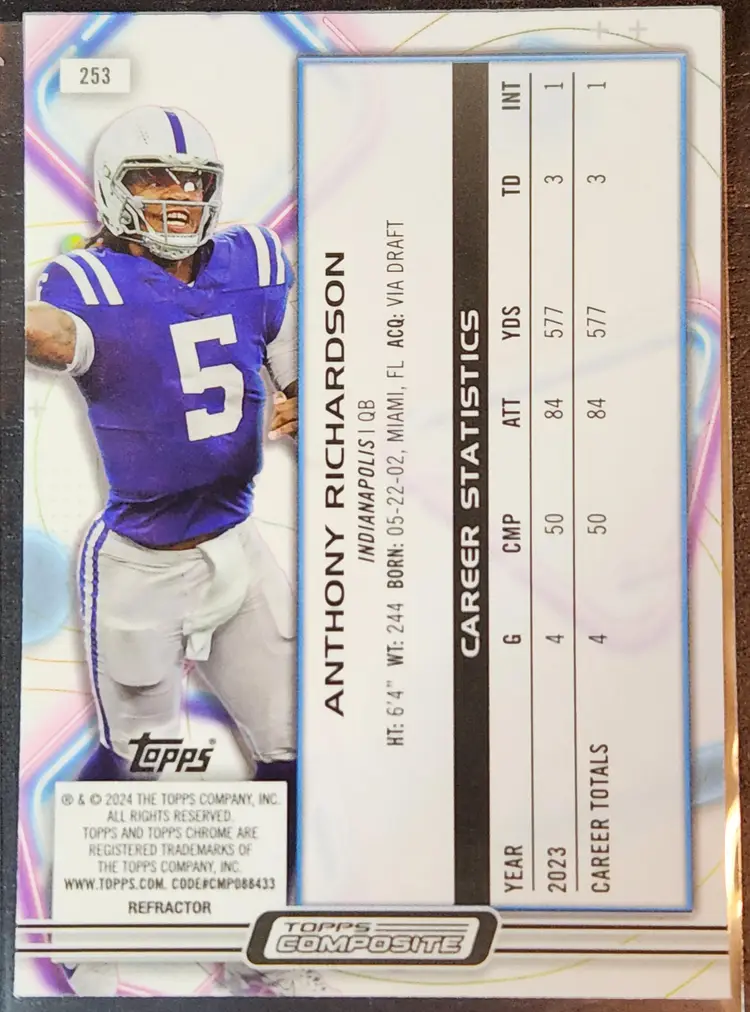 253
5
5
ANTHONY RICHARDSON
INDIANAPOLIS | QB
HT: 6'4" WT: 244 BORN: 05-22-02, MIAMI, FL ACQ: VIA DRAFT
CAREER STATISTICS
YEAR G CMP ATT YDS TD INT
2023 4 50 84 577 3 1
CAREER TOTALS 4 50 84 577 3 1
TOPPS®
® & © 2024 THE TOPPS COMPANY, INC.
ALL RIGHTS RESERVED.
TOPPS AND TOPPS CHROME ARE
REGISTERED TRADEMARKS OF
THE TOPPS COMPANY, INC.
WWW.TOPPS.COM. CODE#CMP088433
REFRACTOR
TOPPS
COMPOSITE